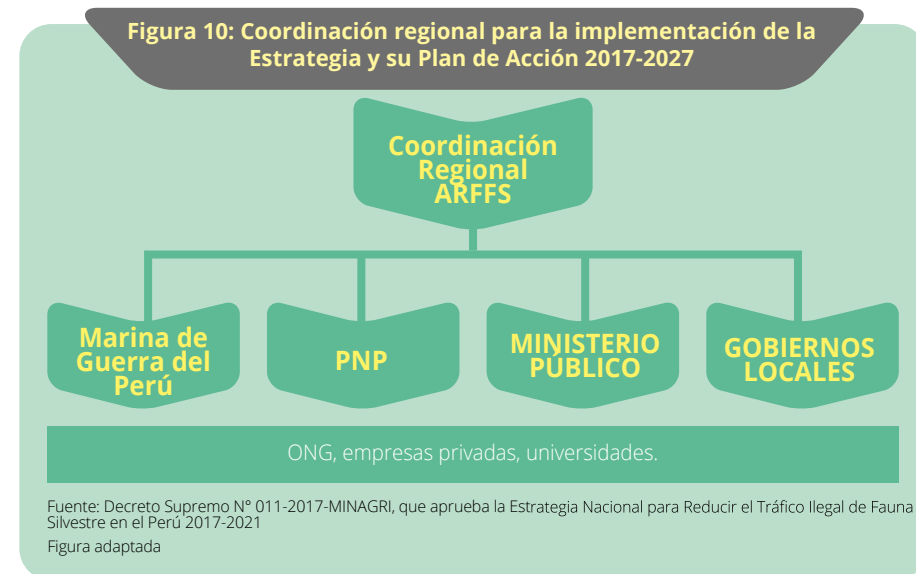 Figura 10: Coordinación regional para la implementación de la
Estrategia y su Plan de Acción 2017-2027
Coordinación
Regional
ARFFS
Marina de
Guerra del
Perú
PNP
MINISTERIO
PÚBLICO
GOBIERNOS
LOCALES
ONG, empresas privadas, universidades.
Fuente: Decreto Supremo N° 011-2017-MINAGRI, que aprueba la Estrategia Nacional para Reducir el Tráfico Ilegal de Fauna
Silvestre en el Perú 2017-2021
Figura adaptada